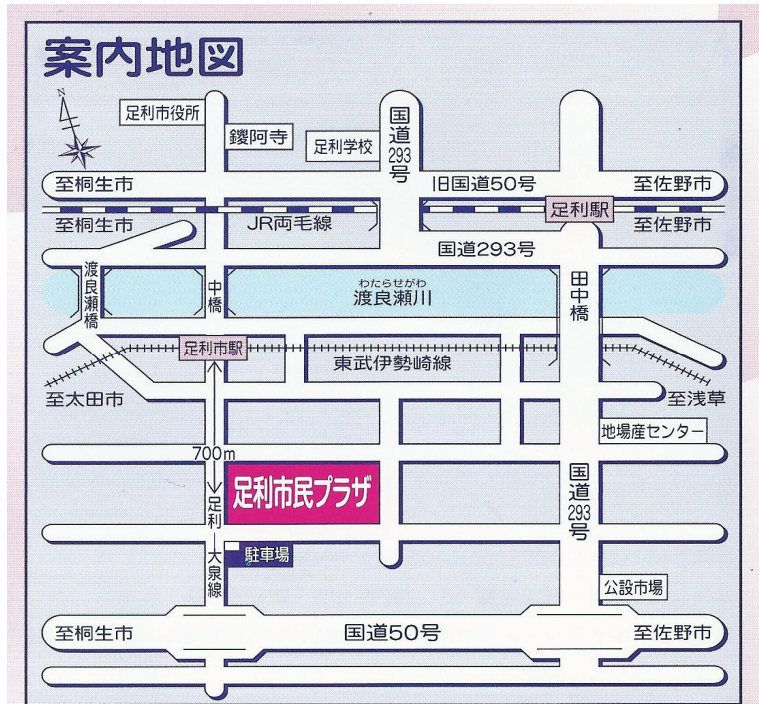 案内地図
N
足利市役所
鑁阿寺
足利学校
国道293号
至桐生市
旧国道50号
至佐野市
至桐生市
JR両毛線
足利駅
至佐野市
国道293号
渡良瀬橋
中橋
わたらせがわ
渡良瀬川
田中橋
足利市駅
東武伊勢崎線
至太田市
至浅草
地場産センター
700m
足利市民プラザ
国道293号
足利―大泉線
駐車場
公設市場
至桐生市
国道50号
至佐野市